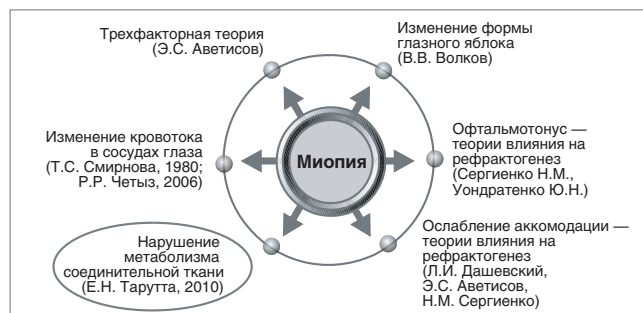 Трехфакторная теория
(Э.С. Аветисов)
Изменение формы
глазного яблока
(В.В. Волков)
Изменение кровотока
в сосудах глаза
(Т.С. Смирнова, 1980;
Р.Р. Четыз, 2006)
Миопия
Офтальмотонус —
теории влияния на
рефрактогенез
(Сергиенко Н.М.,
Уондратенко Ю.Н.)
Нарушение
метаболизма
соединительной ткани
(Е.Н. Тарутта, 2010)
Ослабление аккомодации —
теории влияния на
рефрактогенез
(Л.И. Дашевский,
Э.С. Аветисов,
Н.М. Сергиенко)